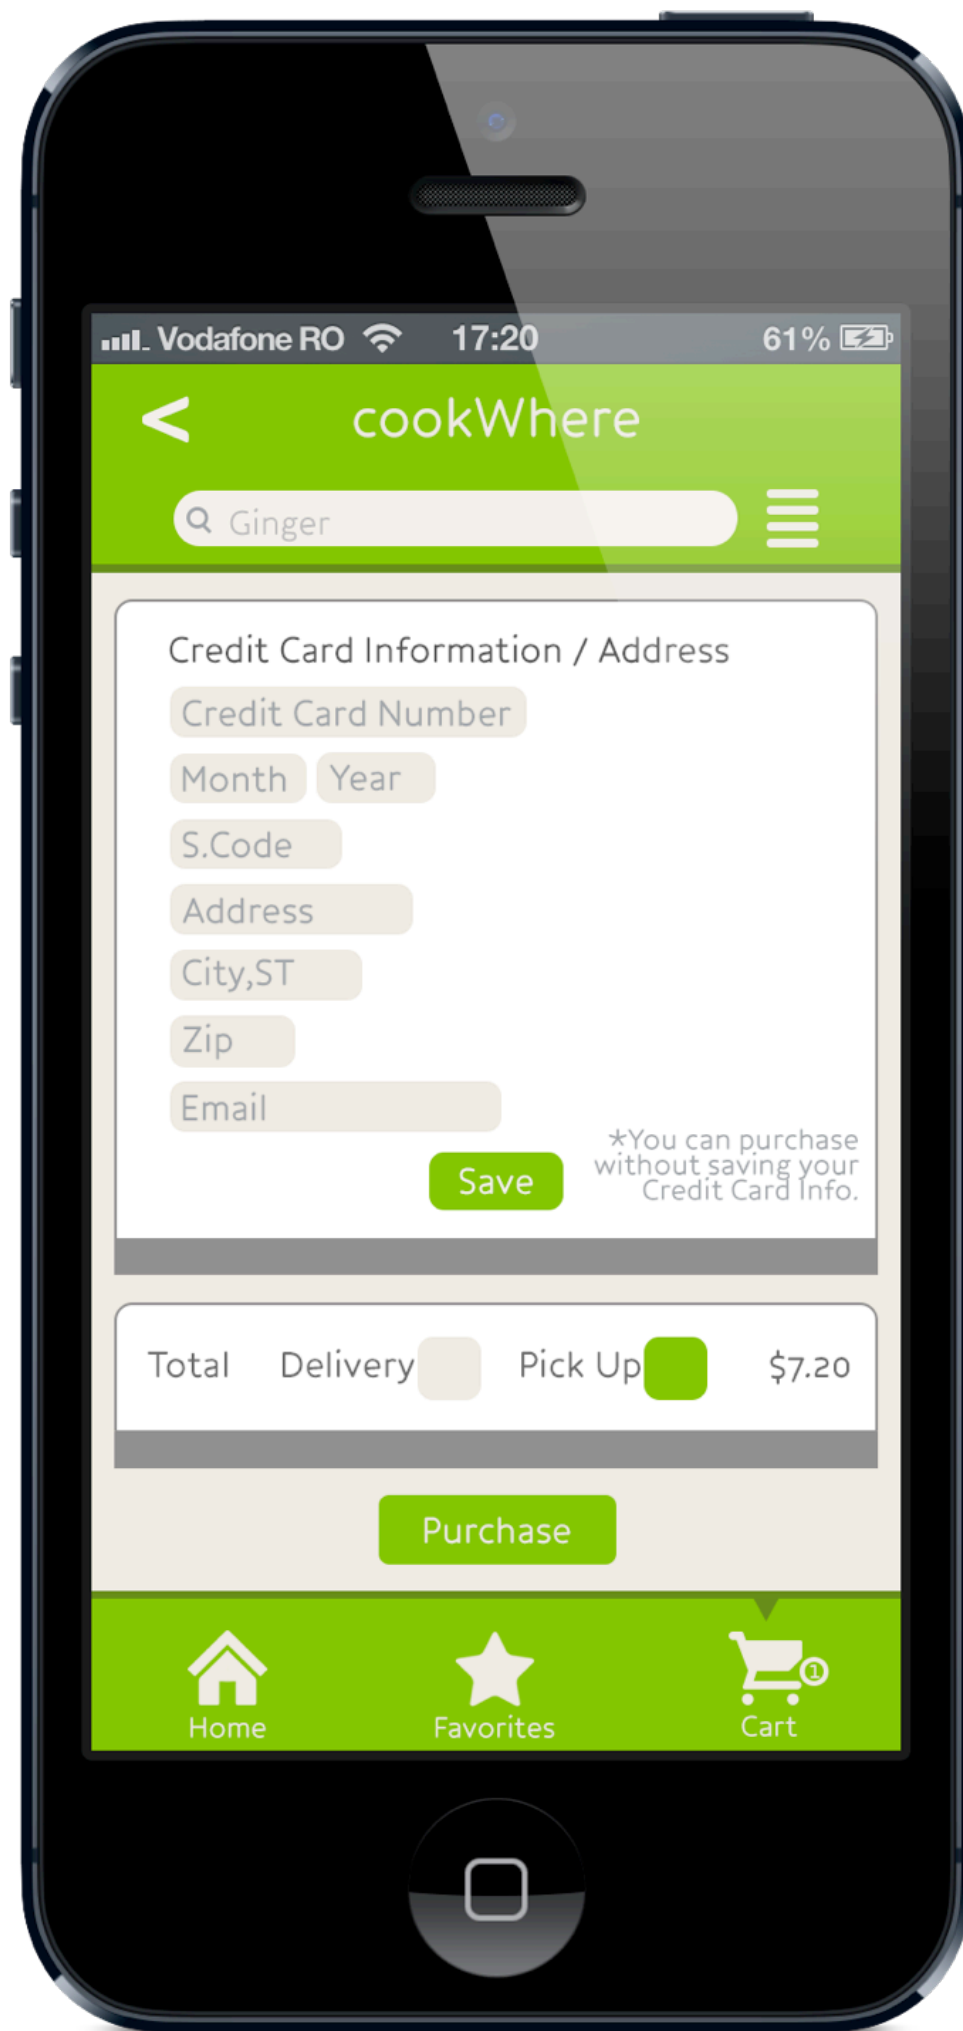 Vodafone RO 17:20 61%
<
cookWhere
Ginger
Credit Card Information / Address
Credit Card Number
Month Year
S.Code
Address
City,ST
Zip
Email
*You can purchase
without saving your
Credit Card Info.
Save
Total Delivery Pick Up $7.20
Purchase
1
Home Favorites Cart